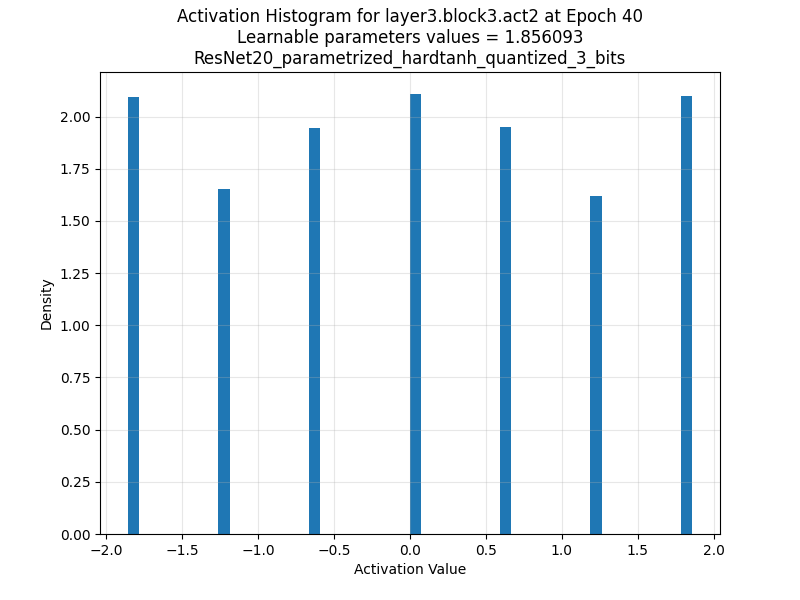 Activation Histogram for layer3.block3.act2 at Epoch 40
Learnable parameters values = 1.856093
ResNet20_parametrized_hardtanh_quantized_3_bits
2.00
1.75
1.50
1.25
1.00
0.75
0.50
0.25
0.00
Density
−2.0 −1.5 −1.0 −0.5 0.0 0.5 1.0 1.5 2.0
Activation Value